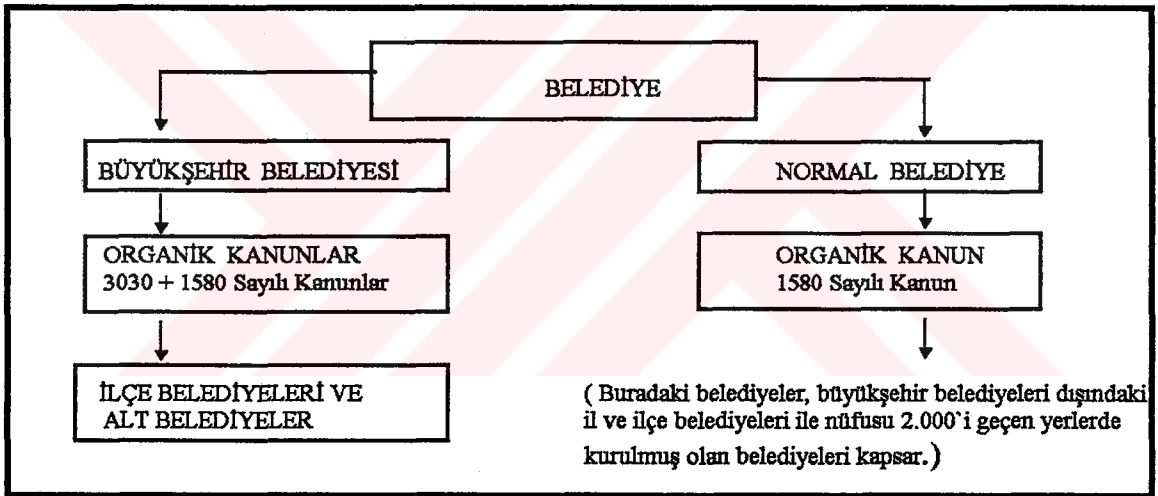 BELEDİYE
BÜYÜKŞEHİR BELEDİYESİ
NORMAL BELEDİYE
ORGANİK KANUNLAR
3030 + 1580 Sayılı Kanunlar
ORGANİK KANUN
1580 Sayılı Kanun
İLÇE BELEDİYELERİ VE
ALT BELEDİYELER
( Buradaki belediyeler, büyükşehir belediyeleri dışındaki
il ve ilçe belediyeleri ile nüfusu 2.000`i geçen yerlerde
kurulmuş olan belediyeleri kapsar.)